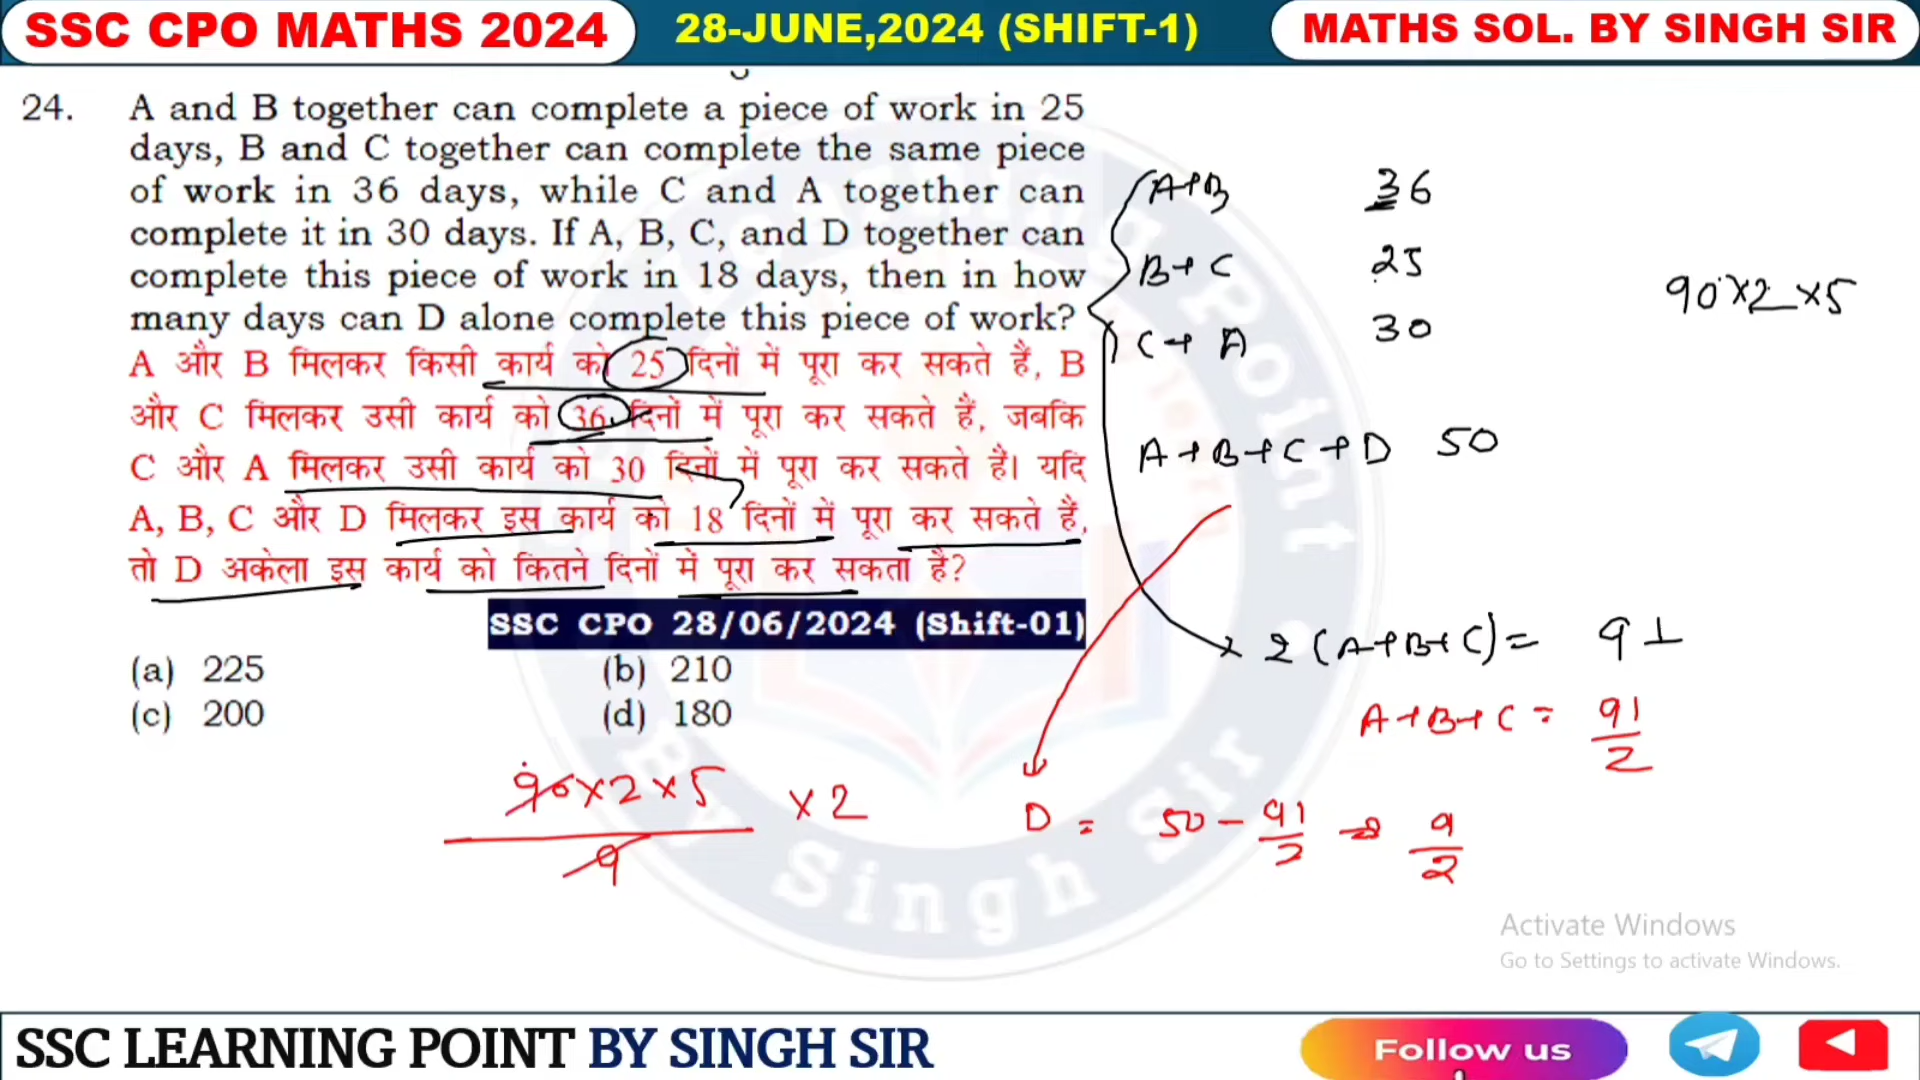 SSC CPO MATHS 2024
28-JUNE,2024 (SHIFT-1)
MATHS SOL. BY SINGH SIR
24. A and B together can complete a piece of work in 25
days, B and C together can complete the same piece
of work in 36 days, while C and A together can
complete it in 30 days. If A, B, C, and D together can
complete this piece of work in 18 days, then in how
many days can D alone complete this piece of work?
A और B मिलकर किसी कार्य को 25 दिनों में पूरा कर सकते हैं, B
और C मिलकर उसी कार्य को 36 दिनों में पूरा कर सकते हैं, जबकि
C और A मिलकर उसी कार्य को 30 दिनों में पूरा कर सकते हैं। यदि
A, B, C और D मिलकर इस कार्य को 18 दिनों में पूरा कर सकते हैं,
तो D अकेला इस कार्य को कितने दिनों में पूरा कर सकता है?
SSC CPO 28/06/2024 (Shift-01)
(a) 225 (b) 210
(c) 200 (d) 180
A+B 36
B+C 25
C+A 30
90×2×5
A+B+C+D 50
2(A+B+C)= 91
A+B+C = 91/2
D = 50 - 91/2 → 9/2
90×2×5/9 ×2
By Singh Sir
Activate Windows
Go to Settings to activate Windows.
SSC LEARNING POINT BY SINGH SIR
Follow us